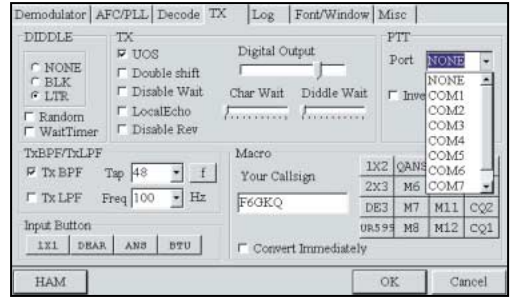 Demodulator AFC/PLL Decode TX Log Font/Window Misc
DIDDLE
NONE
BLK
LTR
Random
WaitTimer
TX
UOS
Double shift
Disable Wait
LocalEcho
Disable Rev
Digital Output
Char Wait Diddle Wait
PTT
Port NONE
Inve
NONE
COM1
COM2
COM3
COM4
COM5
COM6
COM7
TxBPF/TxLPF
Tx BPF Tap 48 f
Tx LPF Freq 100 Hz
Input Button
1X1 DEAR ANS BTU
Macro
Your Callsign
F6GKQ
Convert Immediately
1X2 QANS
2X3 M6
DE3 M7 M11 CQ2
UR599 M8 M12 CQ1
HAM OK Cancel